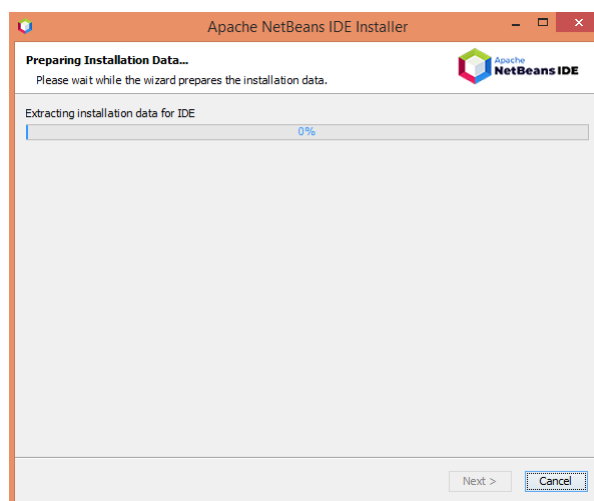 Apache NetBeans IDE Installer
Preparing Installation Data...
Please wait while the wizard prepares the installation data.
Apache
NetBeans IDE
Extracting installation data for IDE
0%
Next >
Cancel